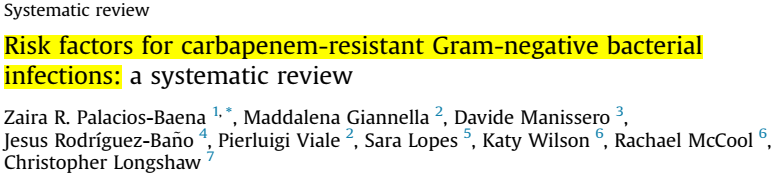 Systematic review
Risk factors for carbapenem-resistant Gram-negative bacterial
infections: a systematic review
Zaira R. Palacios-Baena 1, *, Maddalena Giannella 2, Davide Manissero 3,
Jesus Rodríguez-Baño 4, Pierluigi Viale 2, Sara Lopes 5, Katy Wilson 6, Rachael McCool 6,
Christopher Longshaw 7